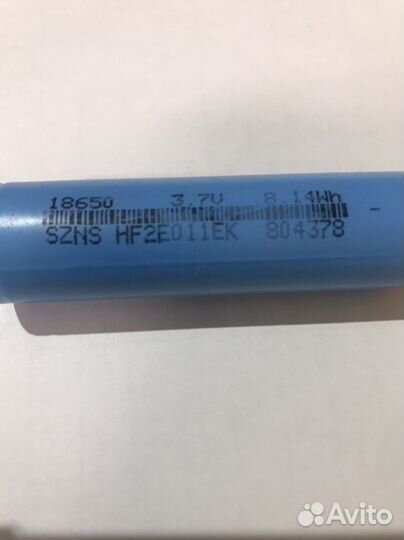 18650 3.7V 8.14Wh
SZNS HF2E011EK 804378
-
Avito